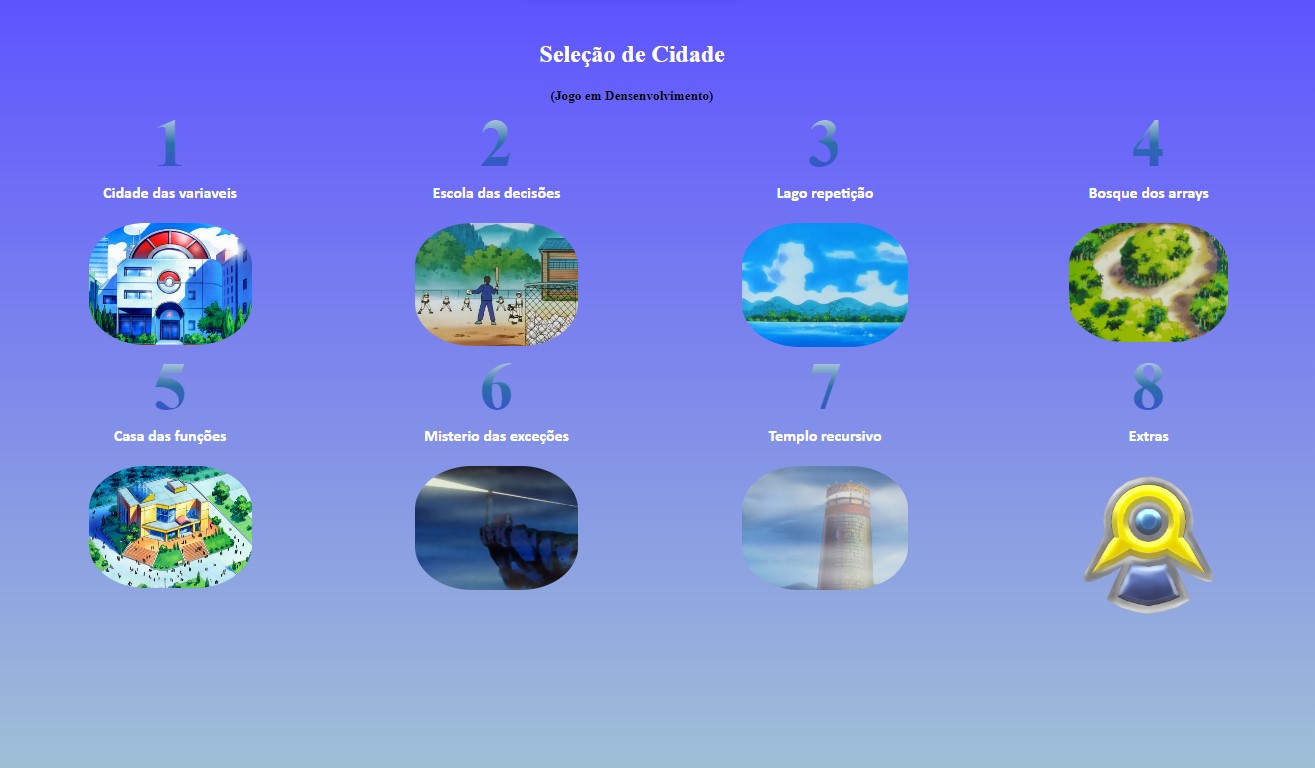 Seleção de Cidade
(Jogo em Densenvolvimento)
1 2 3 4
Cidade das variaveis Escola das decisões Lago repetição Bosque dos arrays
5 6 7 8
Casa das funções Misterio das exceções Templo recursivo Extras